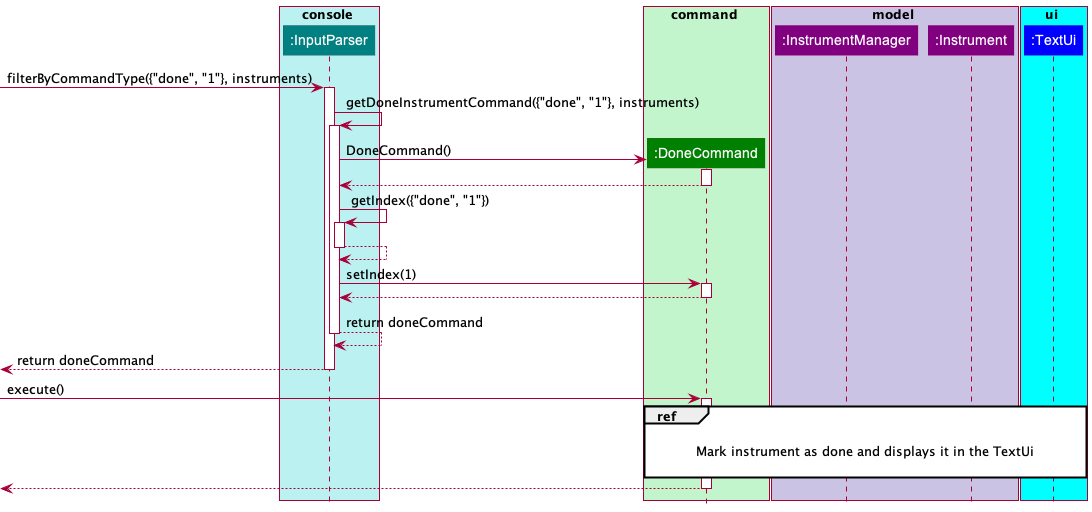 console
command
model
ui
:InputParser
:InstrumentManager
:Instrument
:TextUi
filterByCommandType({"done", "1"}, instruments)
getDoneInstrumentCommand({"done", "1"}, instruments)
DoneCommand()
:DoneCommand
getIndex({"done", "1"})
setIndex(1)
return doneCommand
return doneCommand
execute()
ref
Mark instrument as done and displays it in the TextUi